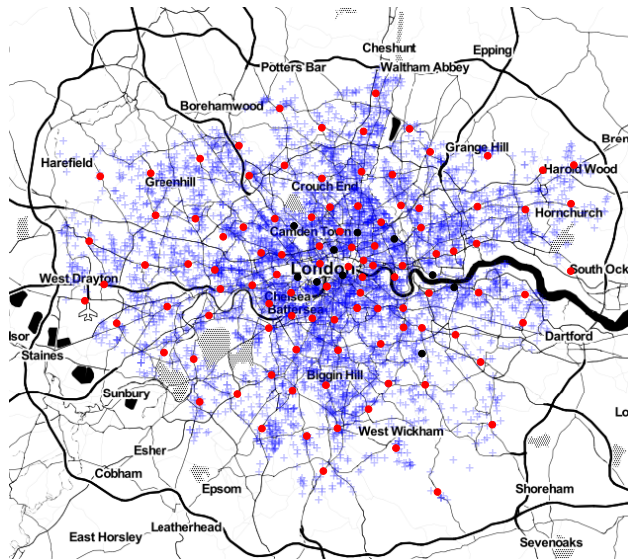 Epping
Cheshunt
Potters Bar
Waltham Abbey
Borehamwood
Bren
Grange Hill
Harefield
Harold Wood
Greenhill
Crouch End
Hornchurch
Camden Town
London
South Ock
West Drayton
Chelsea
Battersea
dsor
Dartford
Staines
Biggin Hill
Sunbury
Lo
West Wickham
Esher
Cobham
Epsom
Shoreham
Leatherhead
East Horsley
Sevenoaks